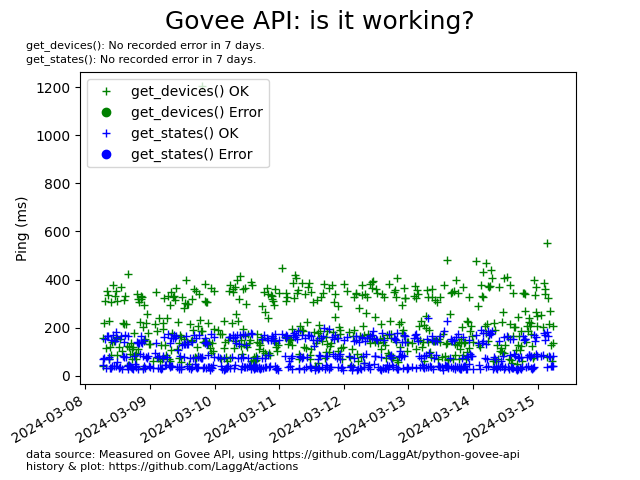 Govee API: is it working?
get_devices(): No recorded error in 7 days.
get_states(): No recorded error in 7 days.
get_devices() OK
get_devices() Error
get_states() OK
get_states() Error
Ping (ms)
1200
1000
800
600
400
200
0
2024-03-08
2024-03-09
2024-03-10
2024-03-11
2024-03-12
2024-03-13
2024-03-14
2024-03-15
data source: Measured on Govee API, using https://github.com/LaggAt/python-govee-api
history & plot: https://github.com/LaggAt/actions